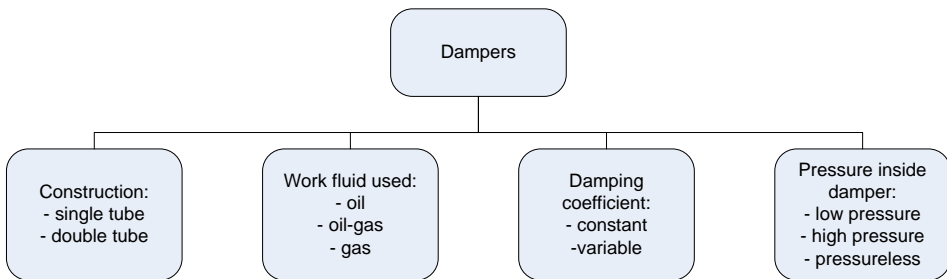 Dampers
Construction:
- single tube
- double tube
Work fluid used:
- oil
- oil-gas
- gas
Damping
coefficient:
- constant
-variable
Pressure inside
damper:
- low pressure
- high pressure
- pressureless